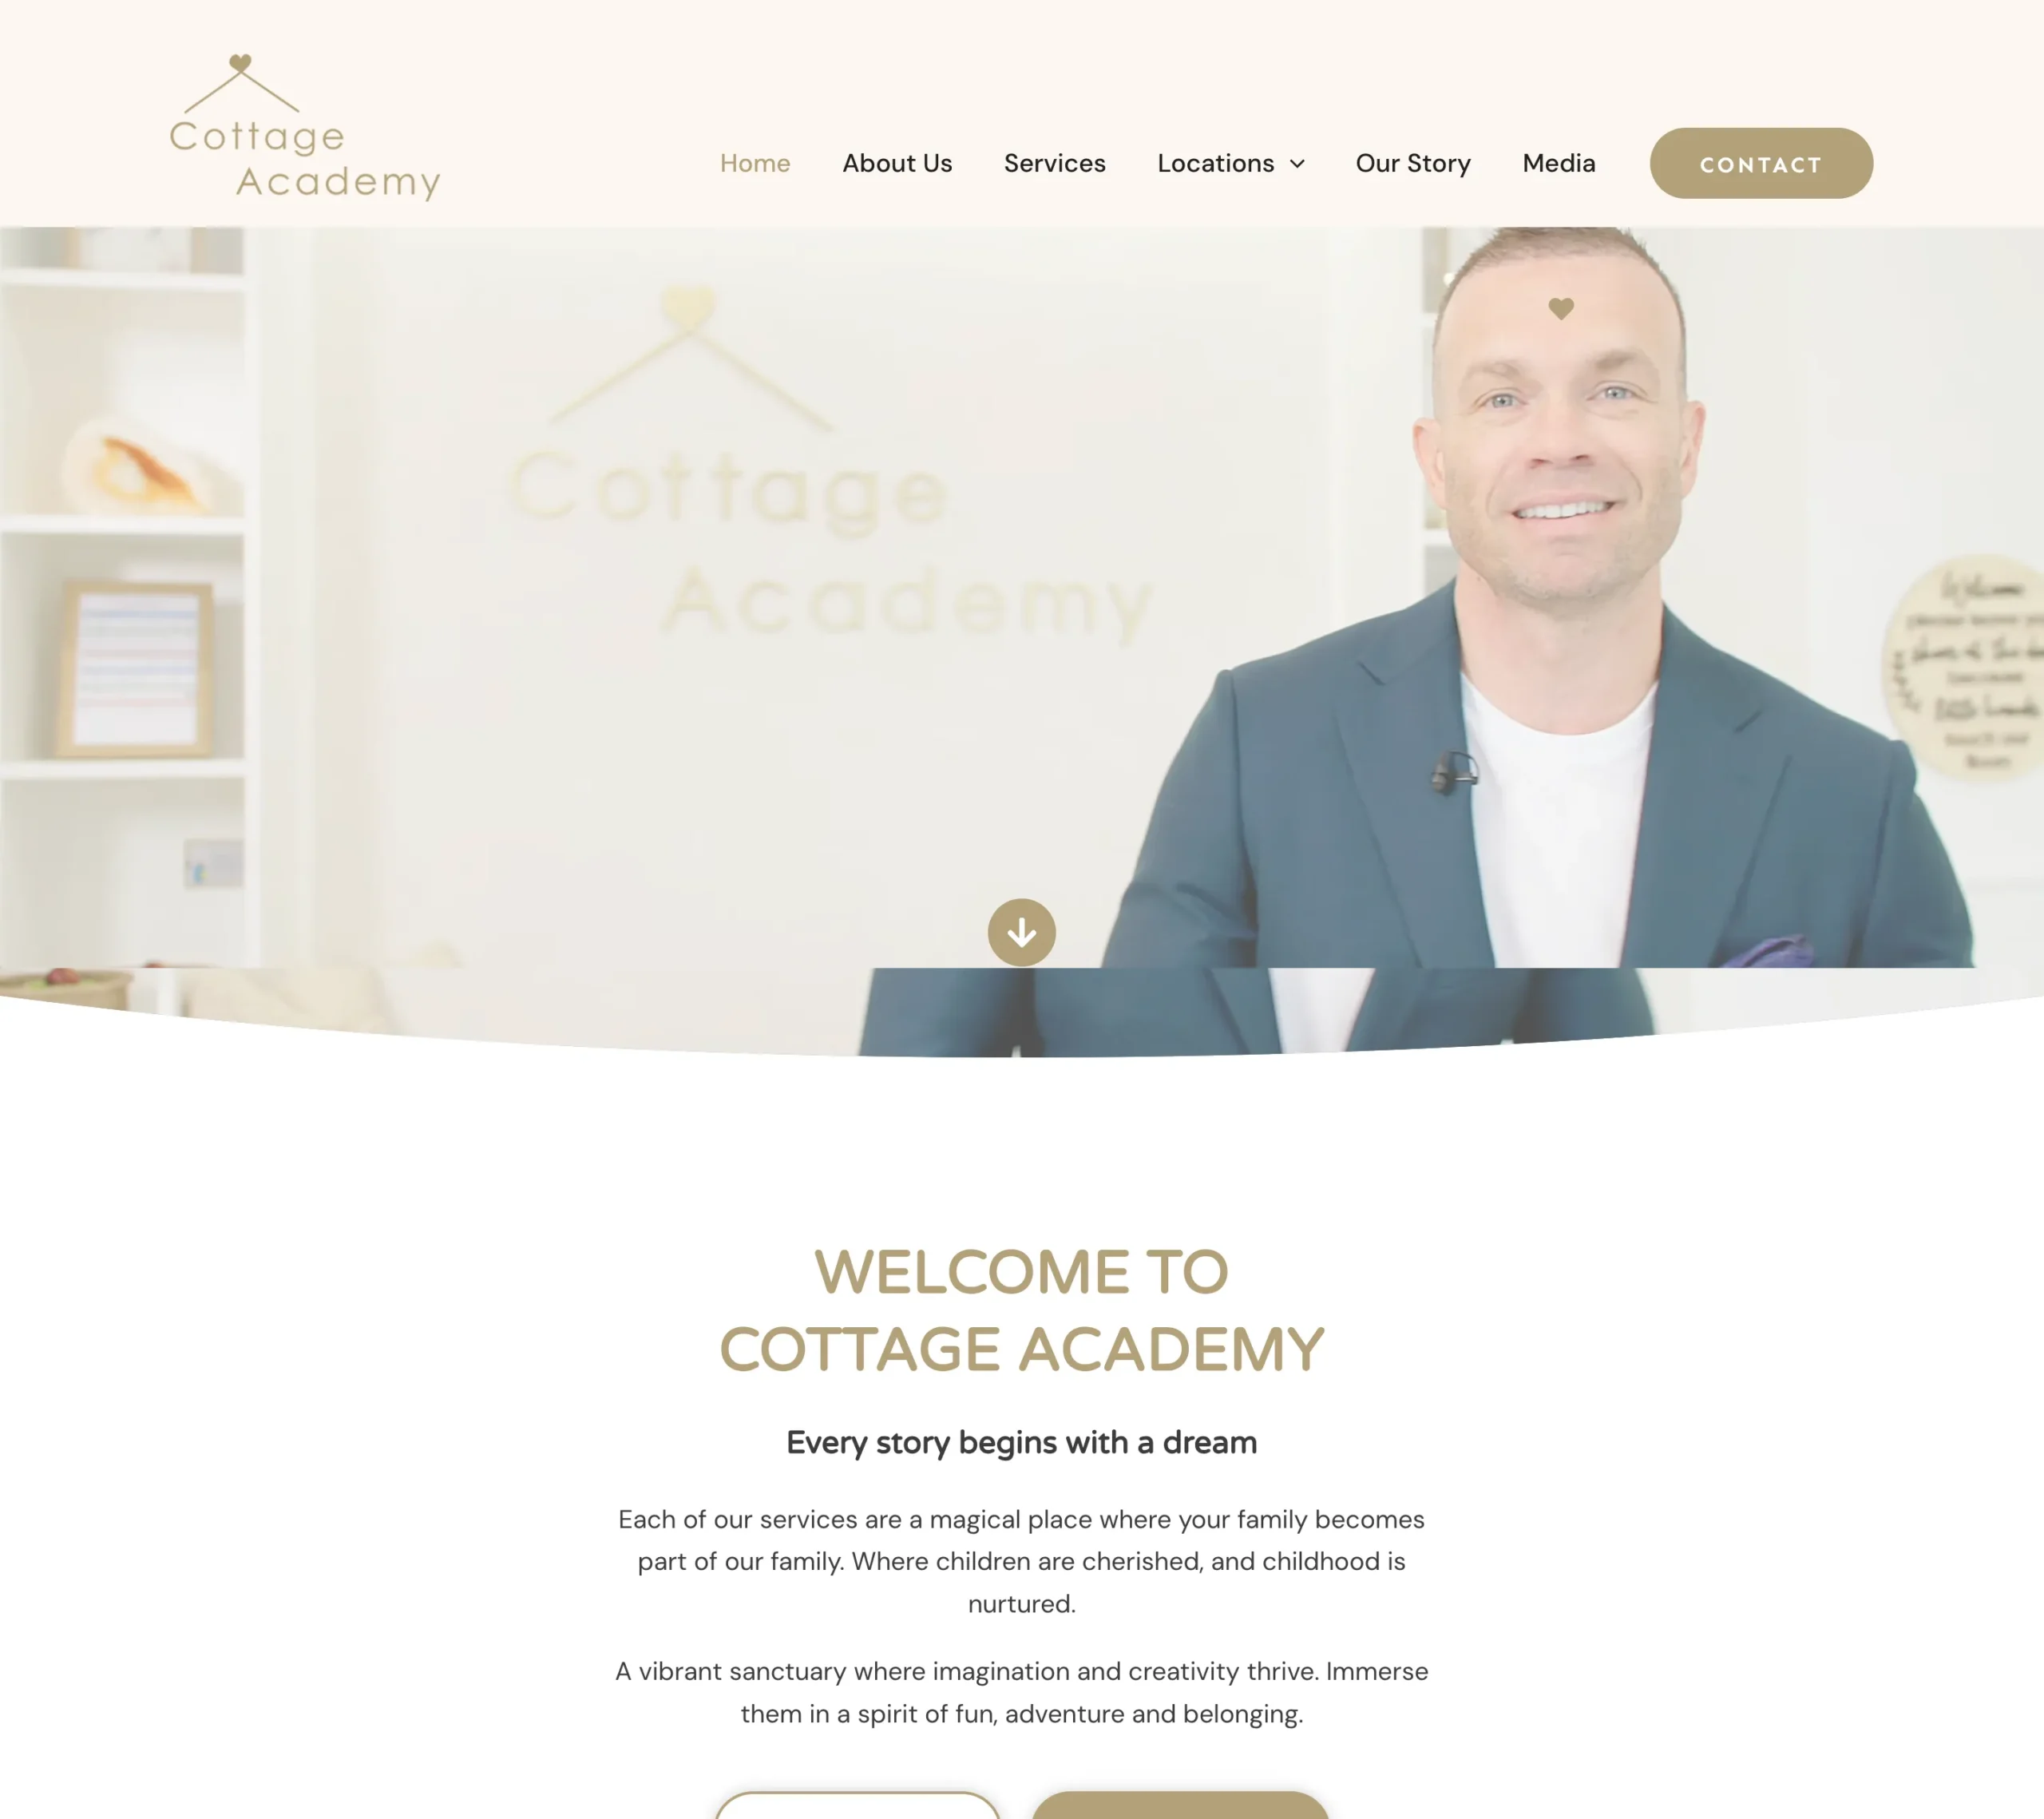 Cottage
Academy
Home
About Us
Services
Locations
Our Story
Media
CONTACT
Cottage
Academy
Welcome
WELCOME TO
COTTAGE ACADEMY
Every story begins with a dream
Each of our services are a magical place where your family becomes
part of our family. Where children are cherished, and childhood is
nurtured.
A vibrant sanctuary where imagination and creativity thrive. Immerse
them in a spirit of fun, adventure and belonging.